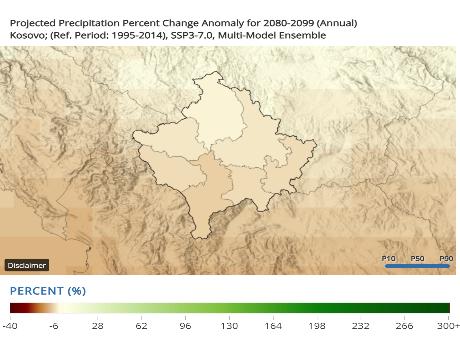 Projected Precipitation Percent Change Anomaly for 2080-2099 (Annual)
Kosovo; (Ref. Period: 1995-2014), SSP3-7.0, Multi-Model Ensemble
P10 P50 P90
Disclaimer
PERCENT (%)
-40 -6 28 62 96 130 164 198 232 266 300+